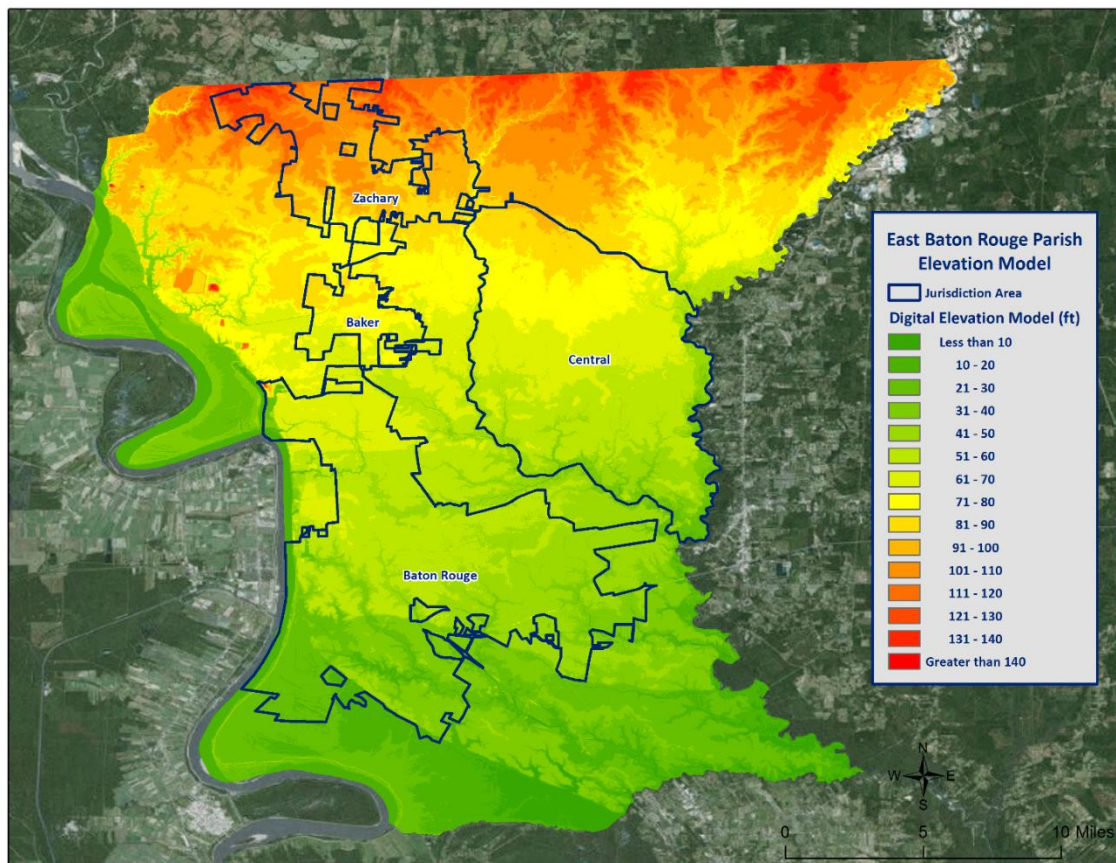 Zachary
Baker
Central
Baton Rouge
East Baton Rouge Parish
Elevation Model
Jurisdiction Area
Digital Elevation Model (ft)
Less than 10
10 - 20
21 - 30
31 - 40
41 - 50
51 - 60
61 - 70
71 - 80
81 - 90
91 - 100
101 - 110
111 - 120
121 - 130
131 - 140
Greater than 140
N
W E
S
0 5 10 Miles